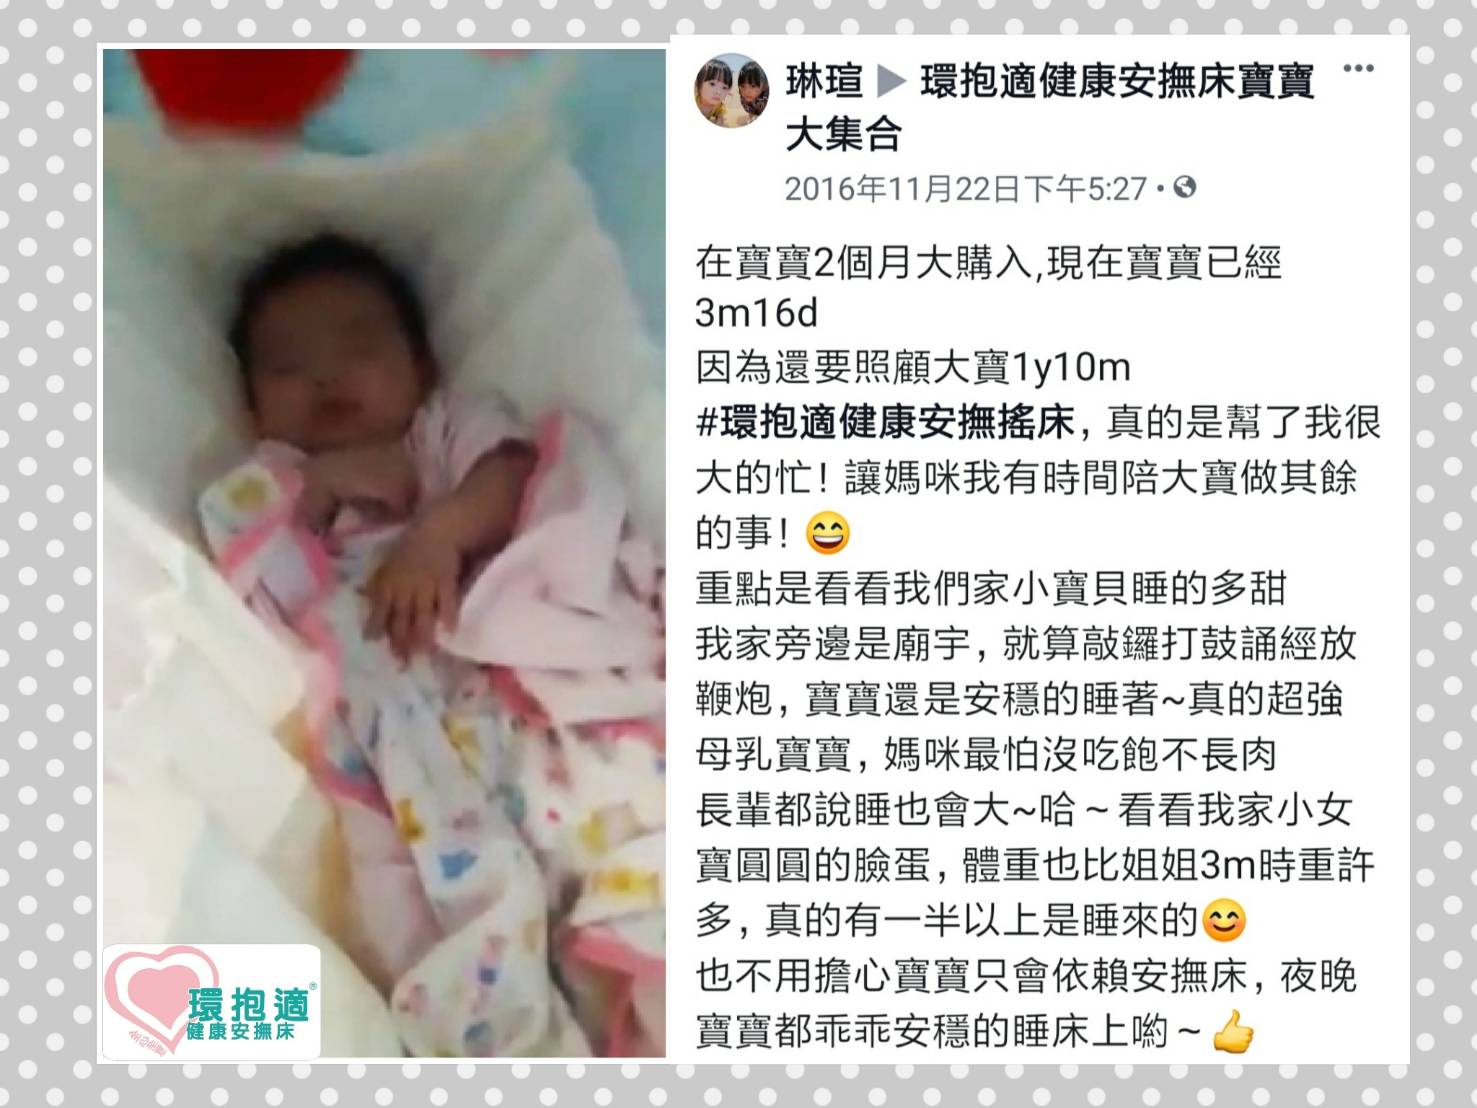 琳瑄 ▶ 環抱適健康安撫床寶寶
大集合
2016年11月22日下午5:27
在寶寶2個月大購入,現在寶寶已經
3m16d
因為還要照顧大寶1y10m
#環抱適健康安撫搖床，真的是幫了我很
大的忙！讓媽咪我有時間陪大寶做其餘
的事！😄
重點是看看我們家小寶貝睡的多甜
我家旁邊是廟宇，就算敲鑼打鼓誦經放
鞭炮，寶寶還是安穩的睡著~真的超強
母乳寶寶，媽咪最怕沒吃飽不長肉
長輩都說睡也會大~哈～看看我家小女
寶圓圓的臉蛋，體重也比姐姐3m時重許
多，真的有一半以上是睡來的😊
也不用擔心寶寶只會依賴安撫床，夜晚
寶寶都乖乖安穩的睡床上喲～👍
環抱適®
健康安撫床